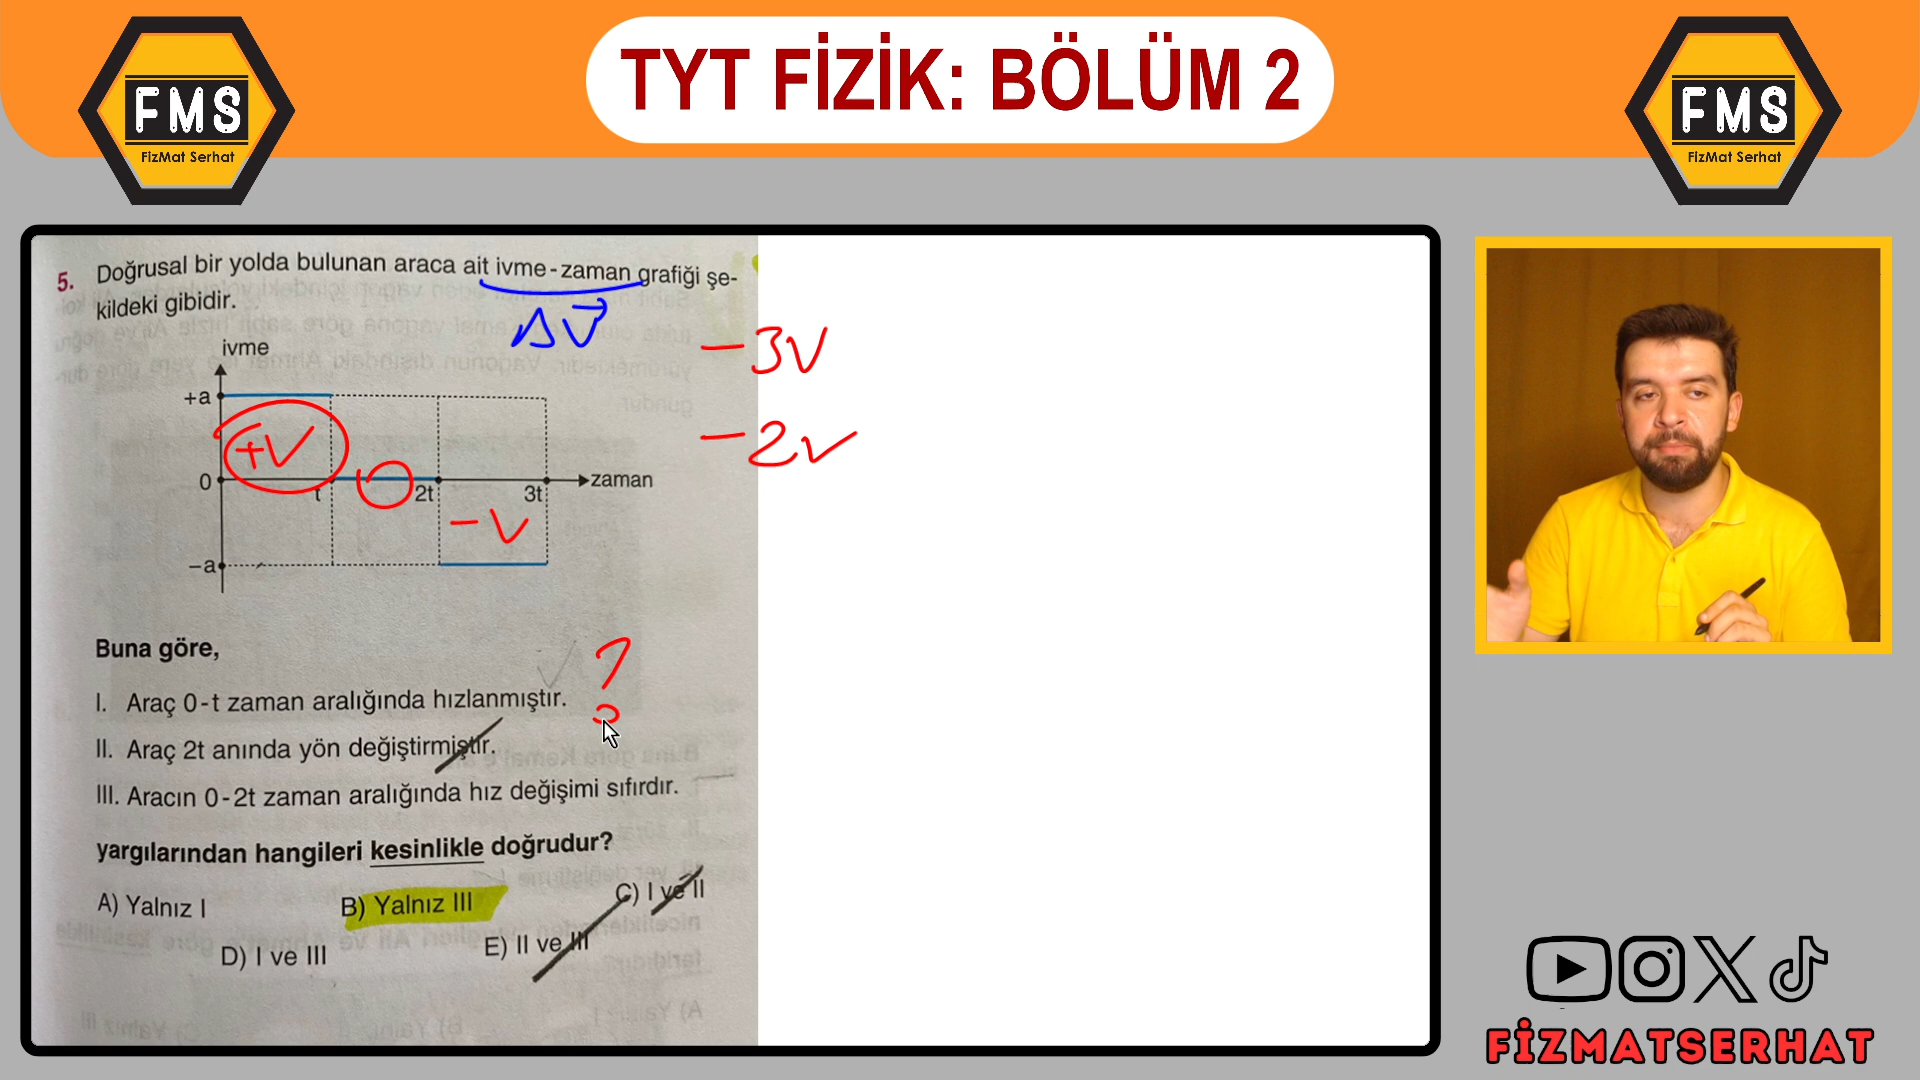 TYT FİZİK: BÖLÜM 2
FMS
FizMat Serhat
FMS
FizMat Serhat
5. Doğrusal bir yolda bulunan araca ait ivme-zaman grafiği şe-
kildeki gibidir.
ΔV
ivme
-3V
+a
+V
-2V
0
t
2t
3t
zaman
-V
-a
Buna göre,
?
I. Araç 0-t zaman aralığında hızlanmıştır.
II. Araç 2t anında yön değiştirmiştir.
III. Aracın 0-2t zaman aralığında hız değişimi sıfırdır.
yargılarından hangileri kesinlikle doğrudur?
A) Yalnız I
B) Yalnız III
C) I ve II
D) I ve III
E) II ve III
FİZMATSERHAT